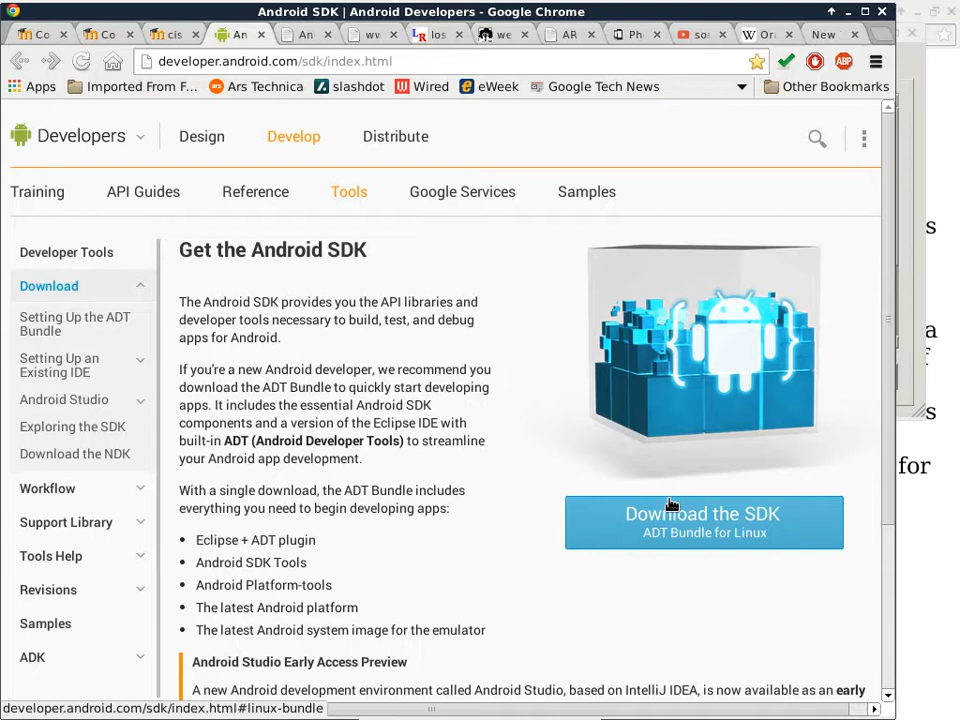 Android SDK | Android Developers - Google Chrome
Co
Co
cis
An
An
ww
los
we
AR
Ph
so
Or
New
developer.android.com/sdk/index.html
Apps
Imported From F...
Ars Technica
slashdot
Wired
eWeek
Google Tech News
Other Bookmarks
Developers
Design
Develop
Distribute
Training
API Guides
Reference
Tools
Google Services
Samples
Developer Tools
Download
Setting Up the ADT
Bundle
Setting Up an
Existing IDE
Android Studio
Exploring the SDK
Download the NDK
Workflow
Support Library
Tools Help
Revisions
Samples
ADK
Get the Android SDK
The Android SDK provides you the API libraries and
developer tools necessary to build, test, and debug
apps for Android.
If you're a new Android developer, we recommend you
download the ADT Bundle to quickly start developing
apps. It includes the essential Android SDK
components and a version of the Eclipse IDE with
built-in ADT (Android Developer Tools) to streamline
your Android app development.
With a single download, the ADT Bundle includes
everything you need to begin developing apps:
• Eclipse + ADT plugin
• Android SDK Tools
• Android Platform-tools
• The latest Android platform
• The latest Android system image for the emulator
Download the SDK
ADT Bundle for Linux
Android Studio Early Access Preview
A new Android development environment called Android Studio, based on IntelliJ IDEA, is now available as an early
developer.android.com/sdk/index.html#linux-bundle
s
a
f
s
for